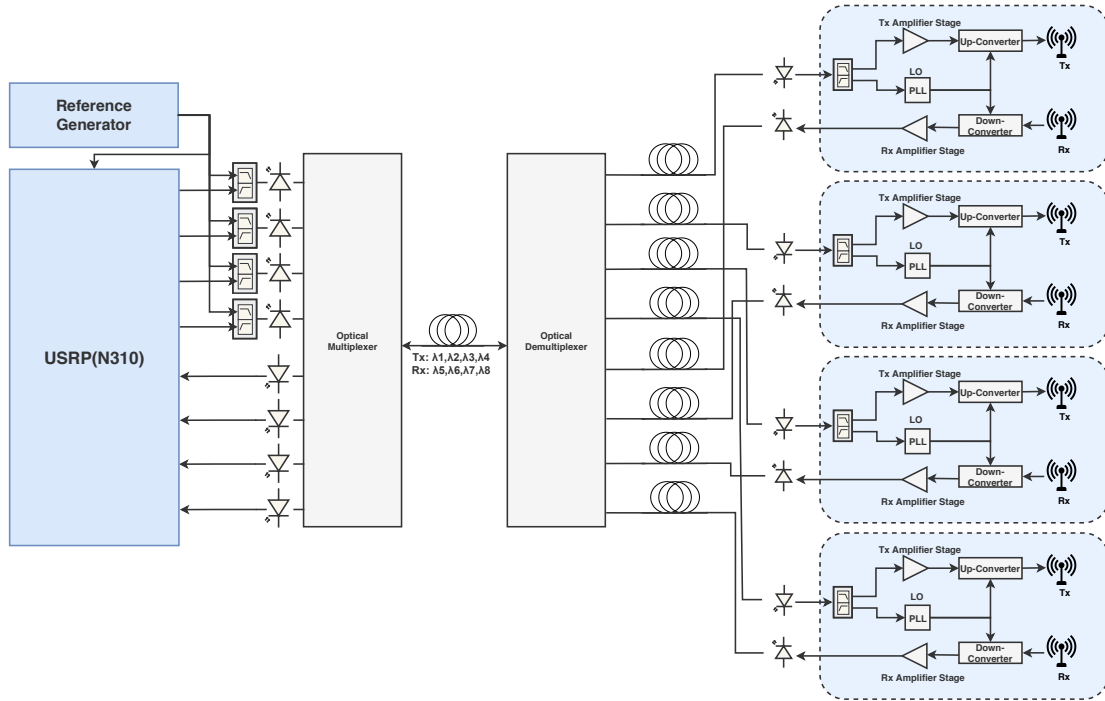 Reference
Generator
USRP(N310)
Optical
Multiplexer
Tx: λ1,λ2,λ3,λ4
Rx: λ5,λ6,λ7,λ8
Optical
Demultiplexer
Tx Amplifier Stage
Up-Converter
Tx
LO
PLL
Down-
Converter
Rx Amplifier Stage
Rx
Tx Amplifier Stage
Up-Converter
Tx
LO
PLL
Down-
Converter
Rx Amplifier Stage
Rx
Tx Amplifier Stage
Up-Converter
Tx
LO
PLL
Down-
Converter
Rx Amplifier Stage
Rx
Tx Amplifier Stage
Up-Converter
Tx
LO
PLL
Down-
Converter
Rx Amplifier Stage
Rx